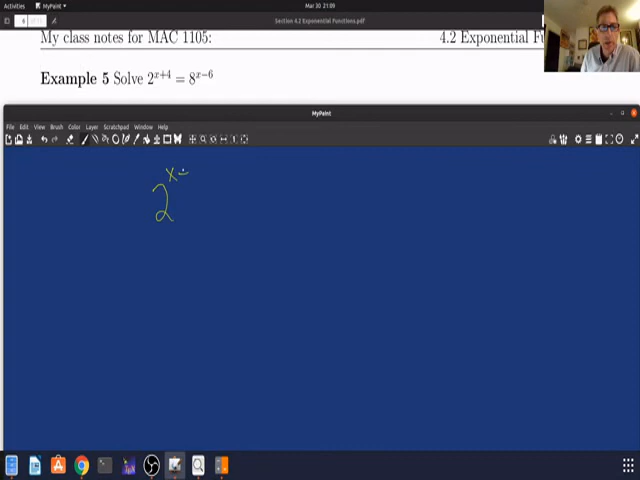 Activities MyPaint Mar 30 21:09
6 Section 4.2 Exponential Functions.pdf
My class notes for MAC 1105: 4.2 Exponential Fu
Example 5 Solve 2^{x+4} = 8^{x−6}
MyPaint
File Edit View Brush Color Layer Scratchpad Window Help
2^x